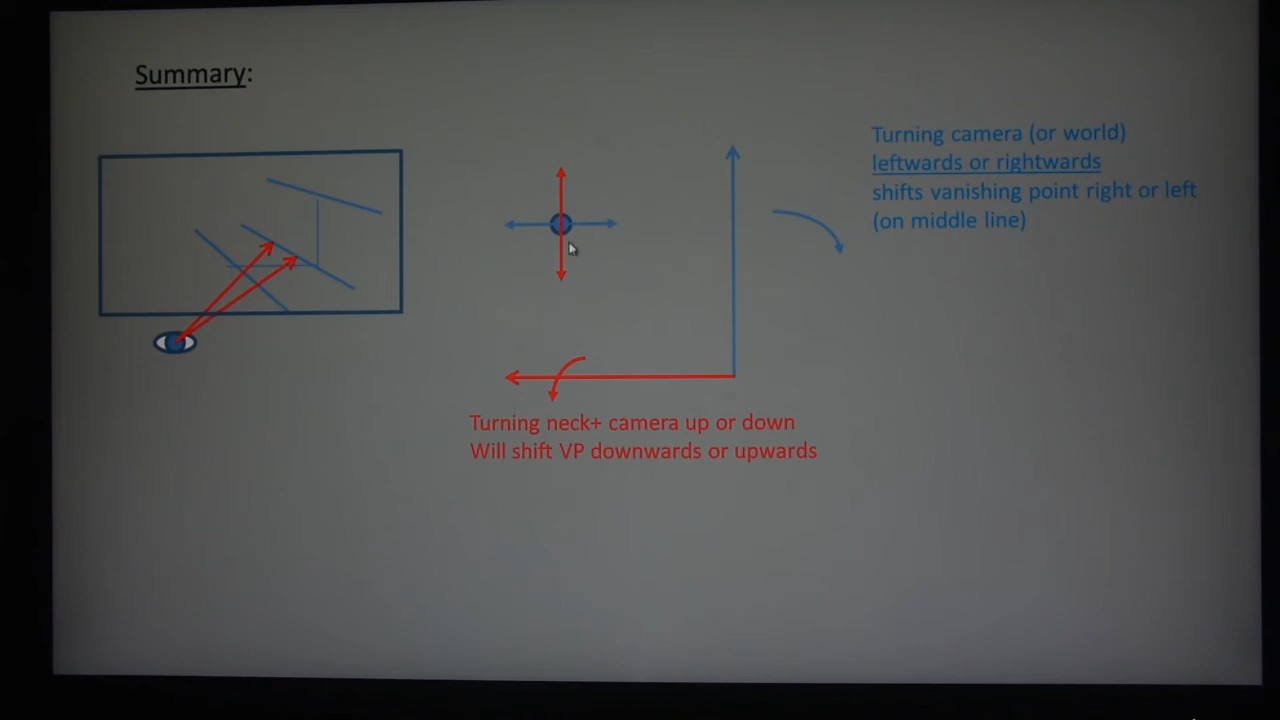 Summary:
Turning camera (or world)
leftwards or rightwards
shifts vanishing point right or left
(on middle line)
Turning neck+ camera up or down
Will shift VP downwards or upwards